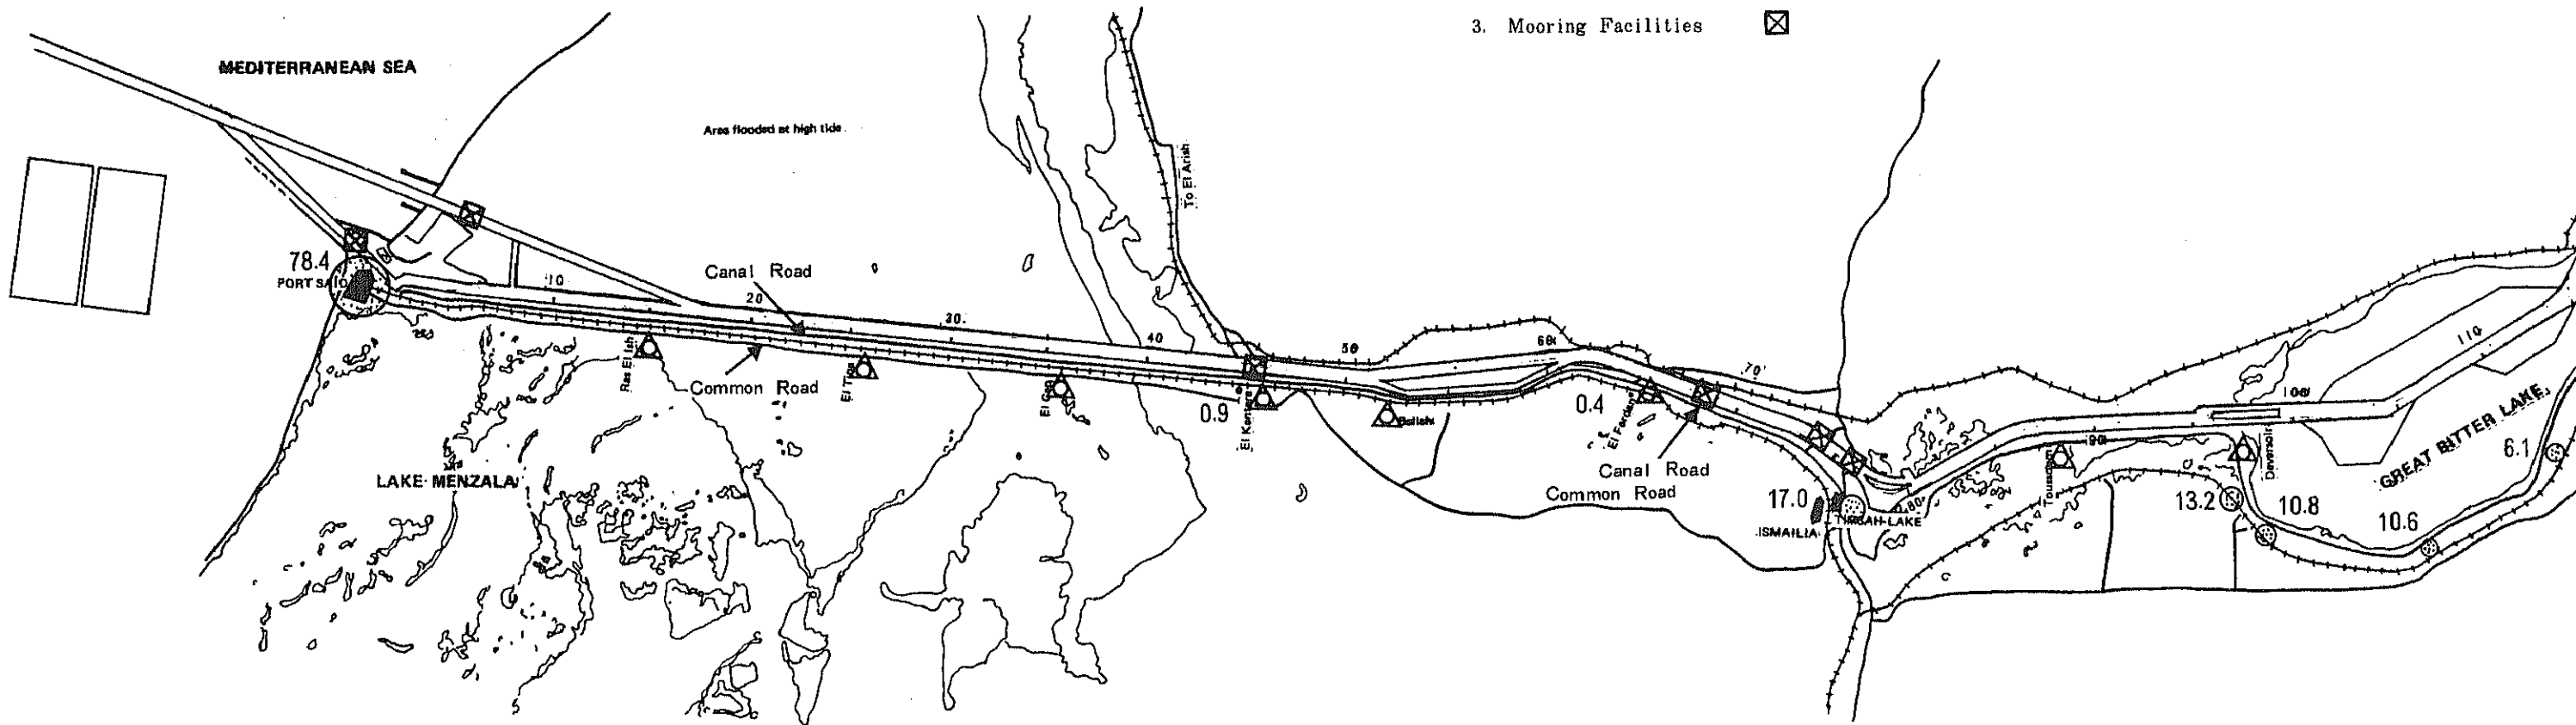 3. Mooring Facilities
MEDITERRANEAN SEA
Area flooded at high tide
To El Arish
78.4
PORT SAID
Canal Road
10
20
30.
40
50
60
70
80
90
100
110
Common Road
Ras El Ish
El Tina
El Cap
0.9
El Kantara
Ballah
0.4
El Ferdane
Canal Road
Common Road
LAKE MENZALA
17.0
TIMSAH LAKE
ISMAILIA
Toussoum
Deversoir
13.2
10.8
10.6
6.1
GREAT BITTER LAKE